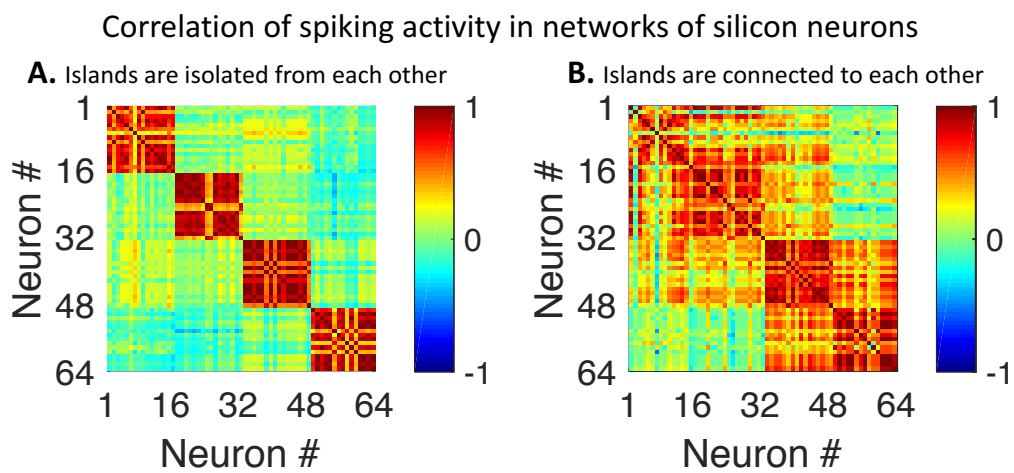 Correlation of spiking activity in networks of silicon neurons
A. Islands are isolated from each other
1
16
32
48
64
Neuron #
1 16 32 48 64
Neuron #
1
0
-1
B. Islands are connected to each other
1
16
32
48
64
Neuron #
1 16 32 48 64
Neuron #
1
0
-1